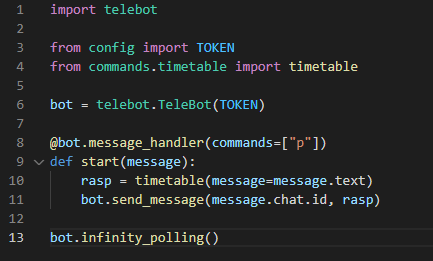 1 import telebot
2
3 from config import TOKEN
4 from commands.timetable import timetable
5
6 bot = telebot.TeleBot(TOKEN)
7
8 @bot.message_handler(commands=["p"])
9 def start(message):
10     rasp = timetable(message=message.text)
11     bot.send_message(message.chat.id, rasp)
12
13 bot.infinity_polling()